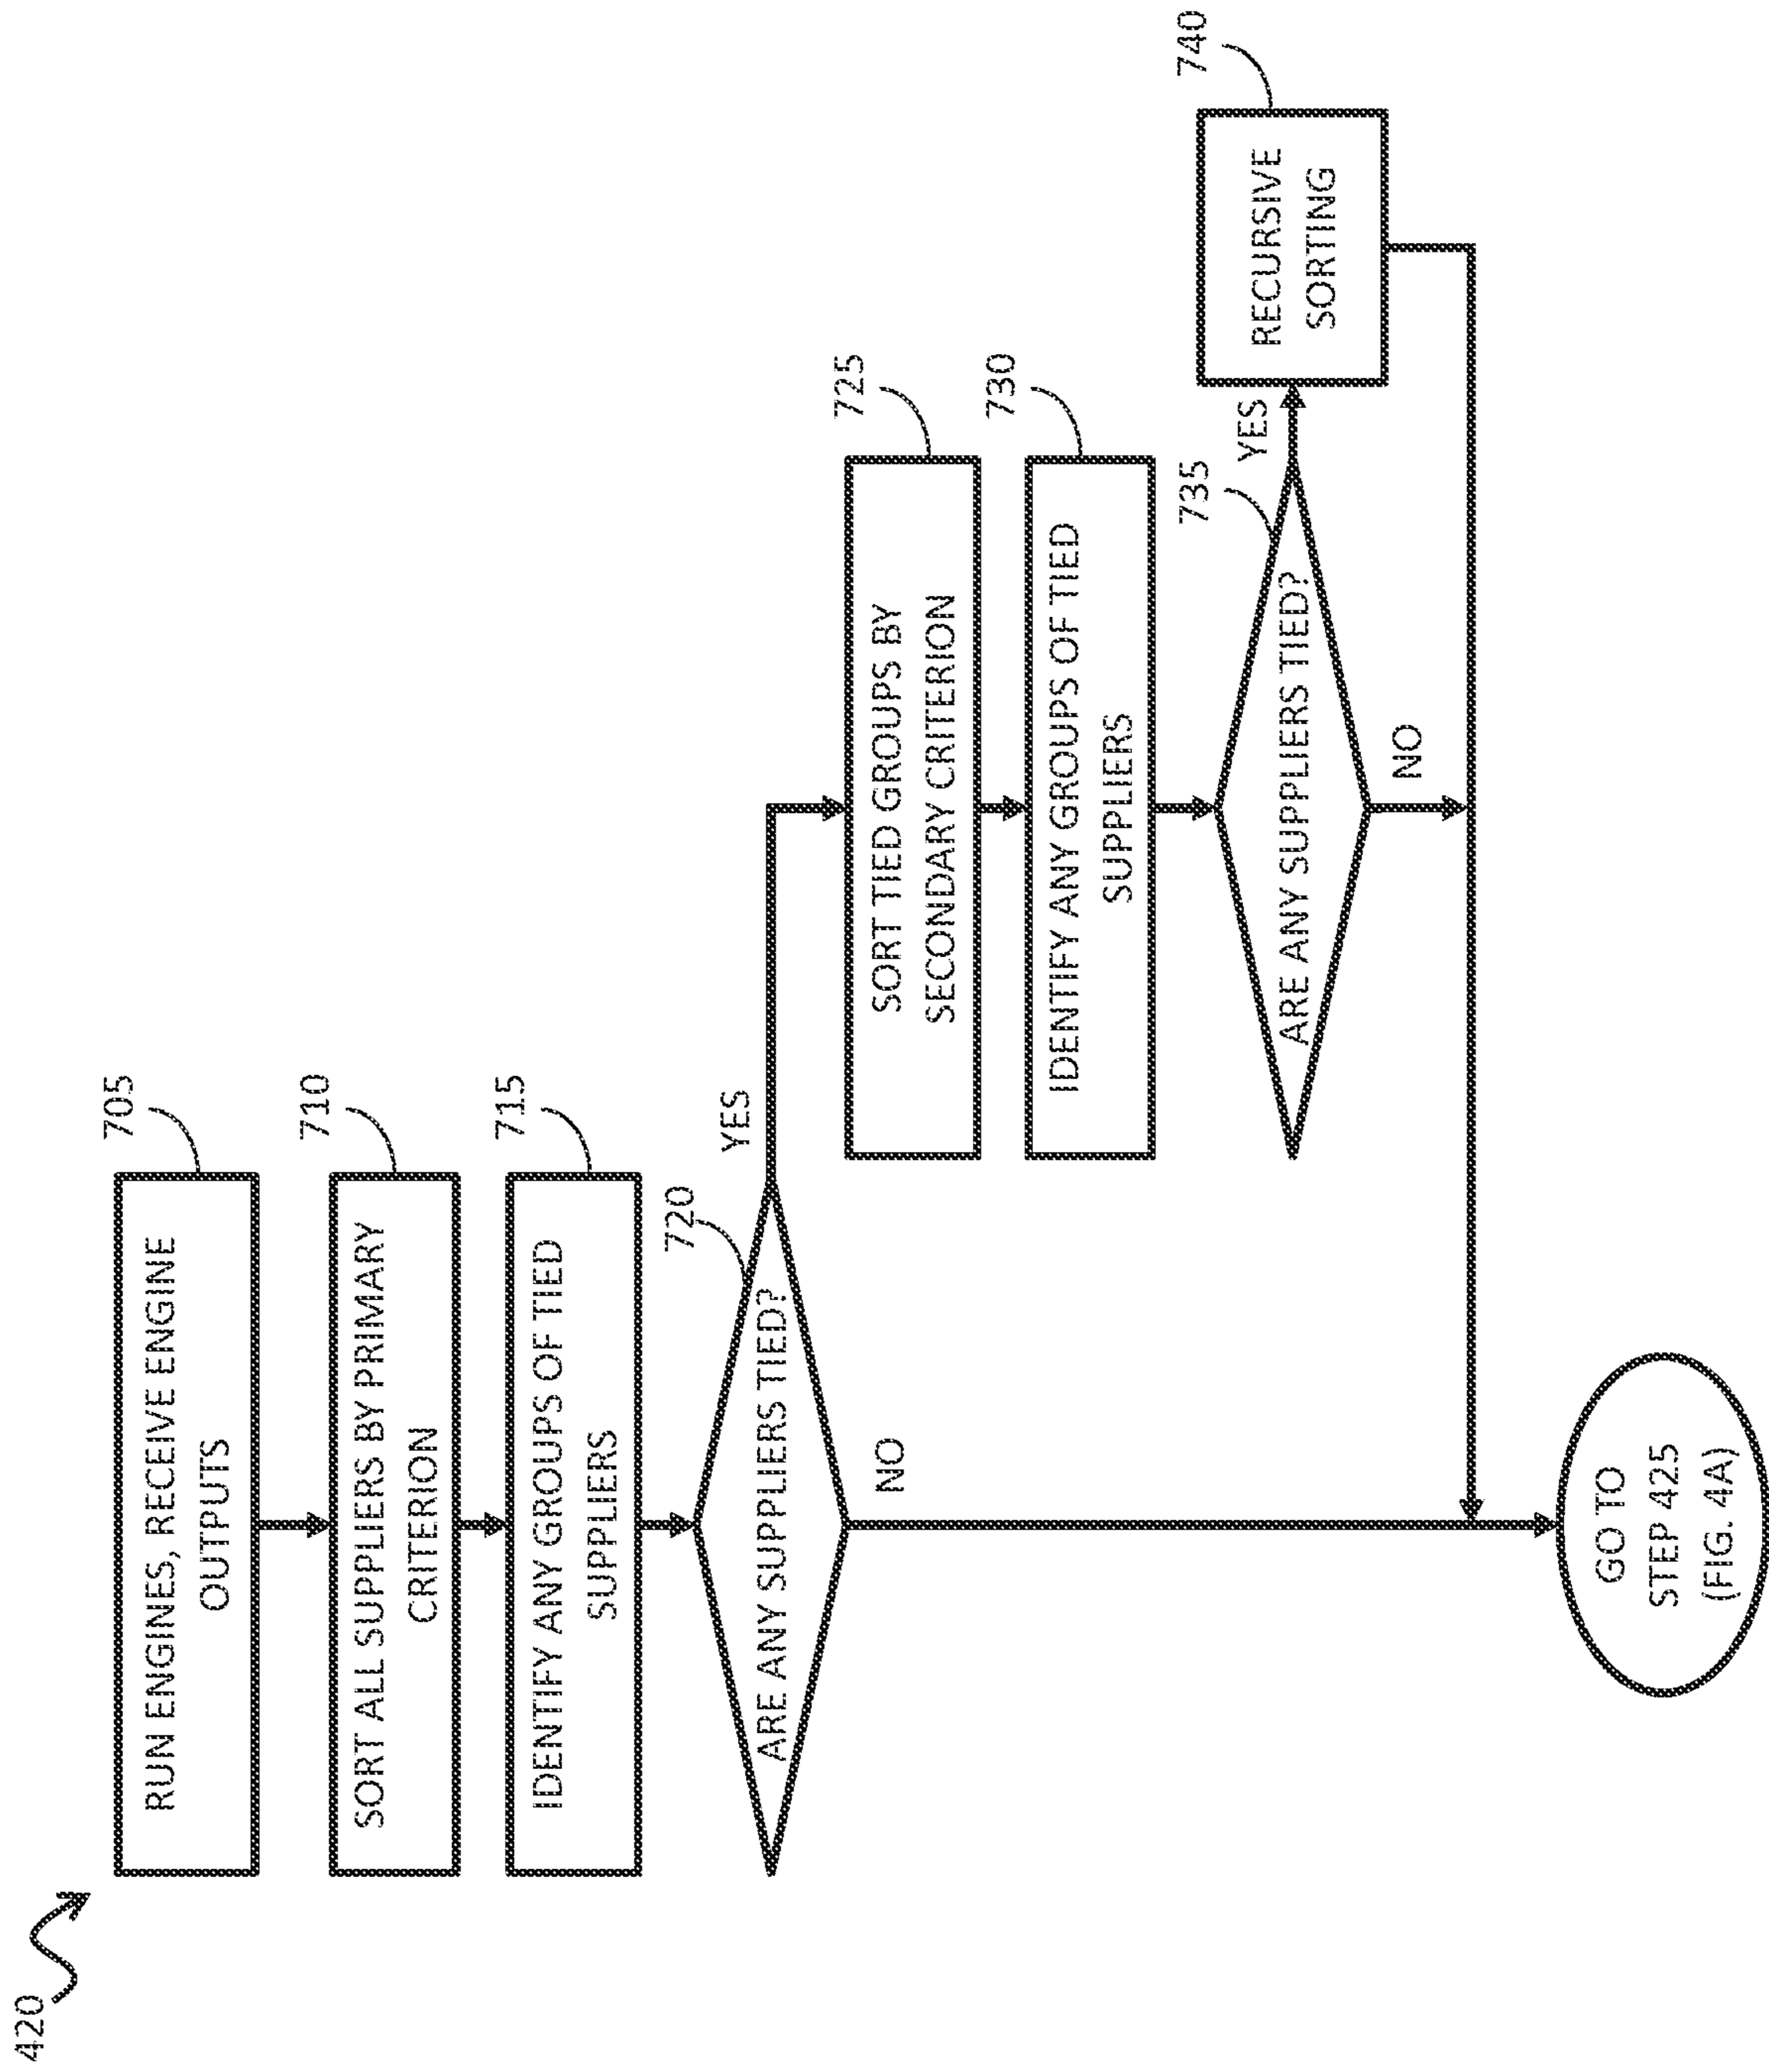 420
RUN ENGINES, RECEIVE ENGINE
OUTPUTS
705
SORT ALL SUPPLIERS BY PRIMARY
CRITERION
710
IDENTIFY ANY GROUPS OF TIED
SUPPLIERS
715
ARE ANY SUPPLIERS TIED?
720
YES
NO
SORT TIED GROUPS BY
SECONDARY CRITERION
725
IDENTIFY ANY GROUPS OF TIED
SUPPLIERS
730
ARE ANY SUPPLIERS TIED?
735
YES
NO
RECURSIVE
SORTING
740
GO TO
STEP 425
(FIG. 4A)